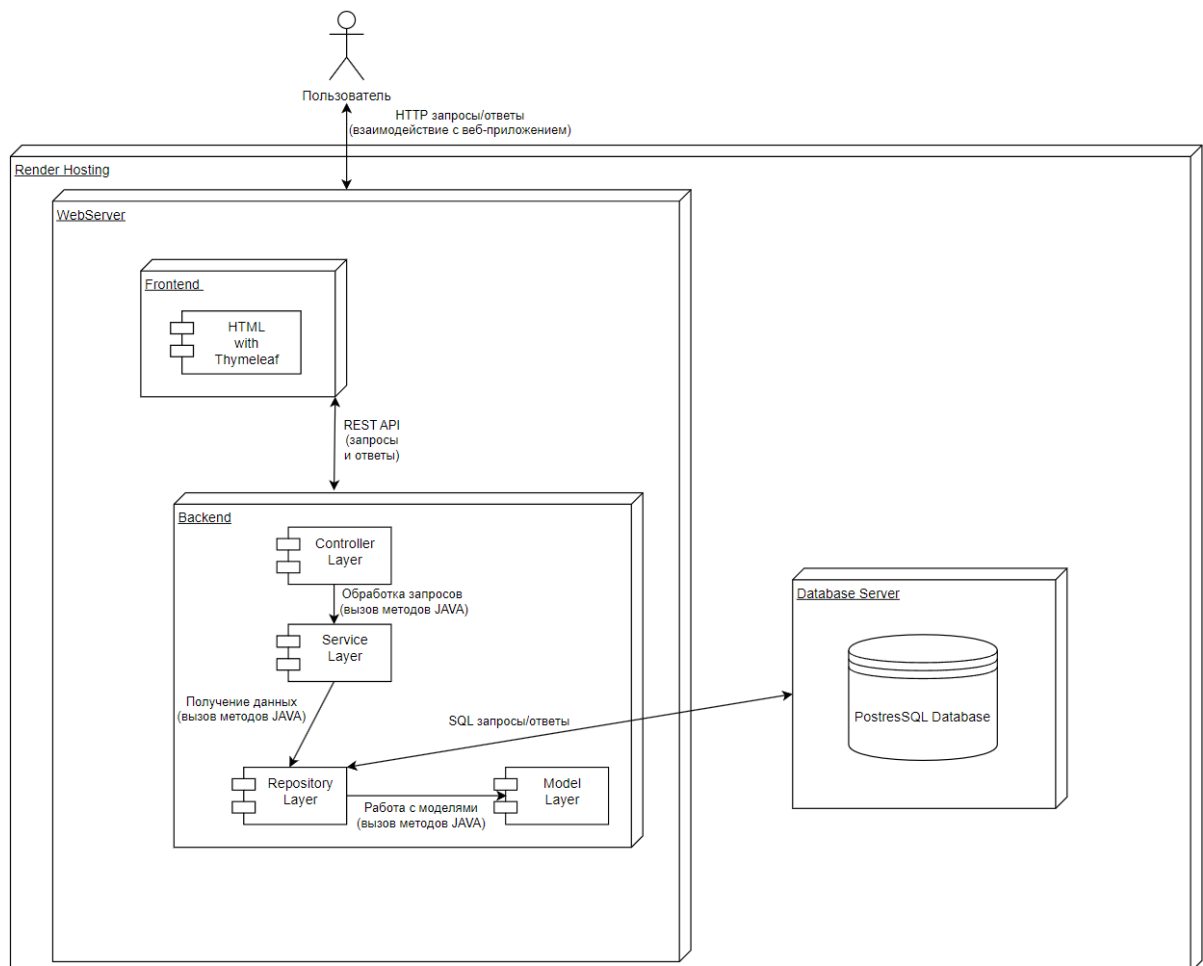 Пользователь
HTTP запросы/ответы
(взаимодействие с веб-приложением)
Render Hosting
WebServer
Frontend
HTML
with
Thymeleaf
REST API
(запросы
и ответы)
Backend
Controller
Layer
Обработка запросов
(вызов методов JAVA)
Service
Layer
Получение данных
(вызов методов JAVA)
Repository
Layer
Работа с моделями
(вызов методов JAVA)
Model
Layer
SQL запросы/ответы
Database Server
PostresSQL Database